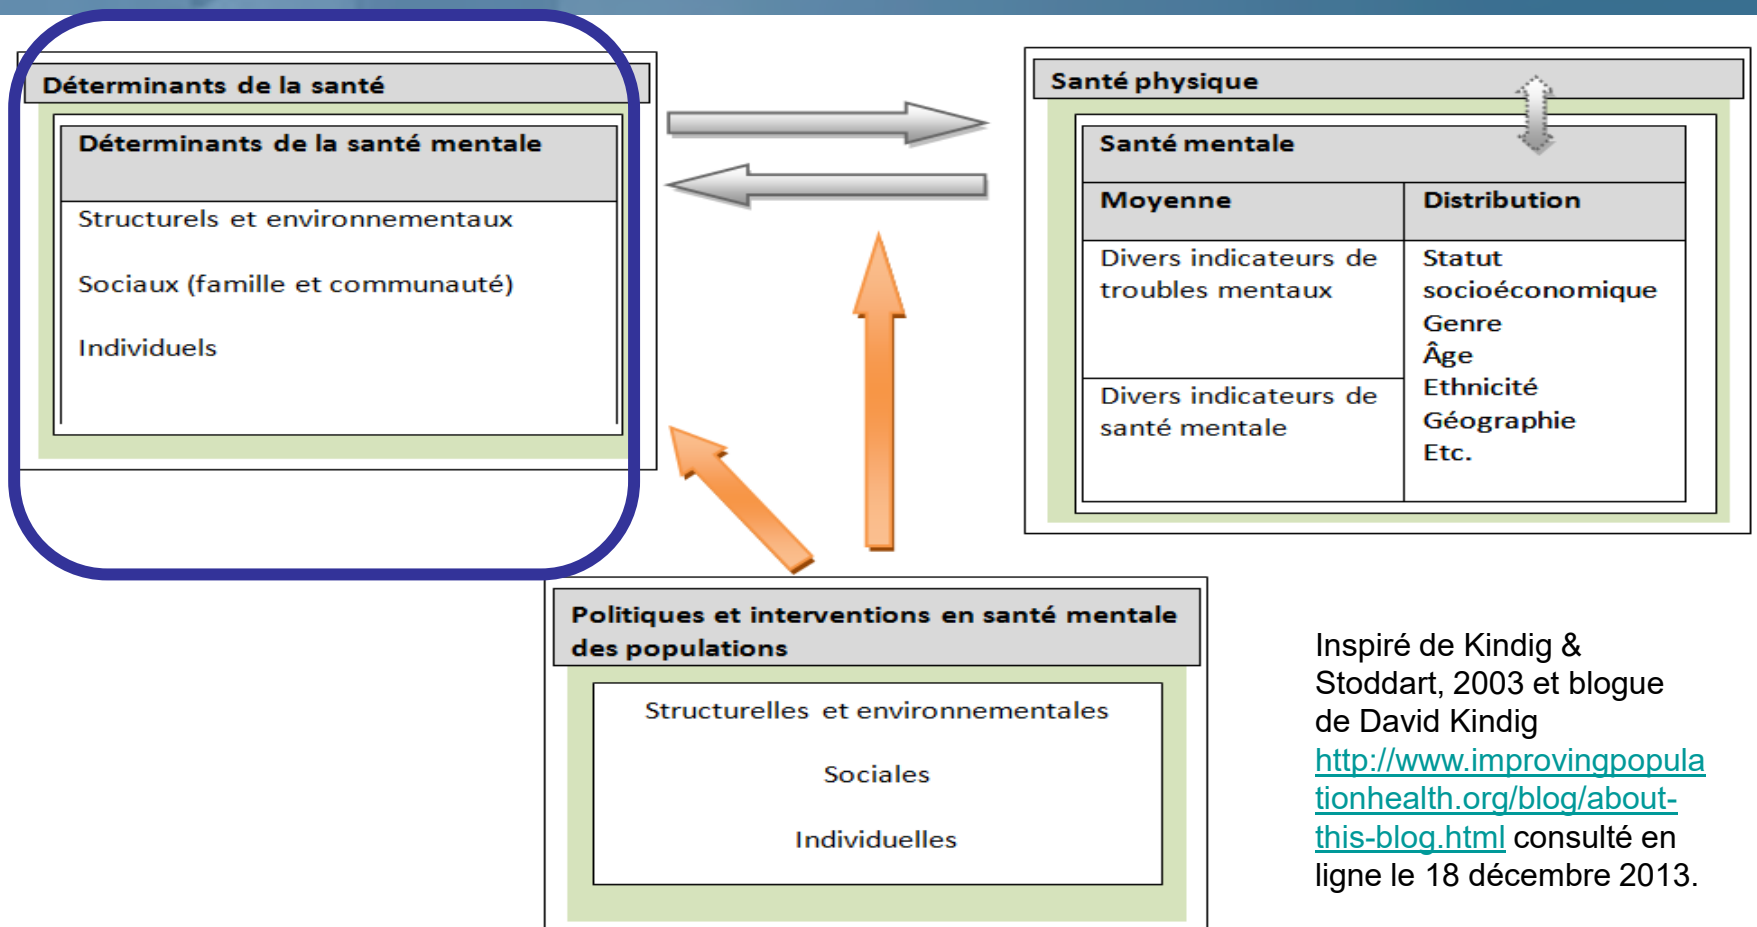 Déterminants de la santé
Déterminants de la santé mentale
Structurels et environnementaux
Sociaux (famille et communauté)
Individuels
Santé physique
Santé mentale
Moyenne
Divers indicateurs de
troubles mentaux
Divers indicateurs de
santé mentale
Distribution
Statut
socioéconomique
Genre
Âge
Ethnicité
Géographie
Etc.
Politiques et interventions en santé mentale
des populations
Structurelles et environnementales
Sociales
Individuelles
Inspiré de Kindig &
Stoddart, 2003 et blogue
de David Kindig
http://www.improvingpopula
tionhealth.org/blog/about-
this-blog.html consulté en
ligne le 18 décembre 2013.